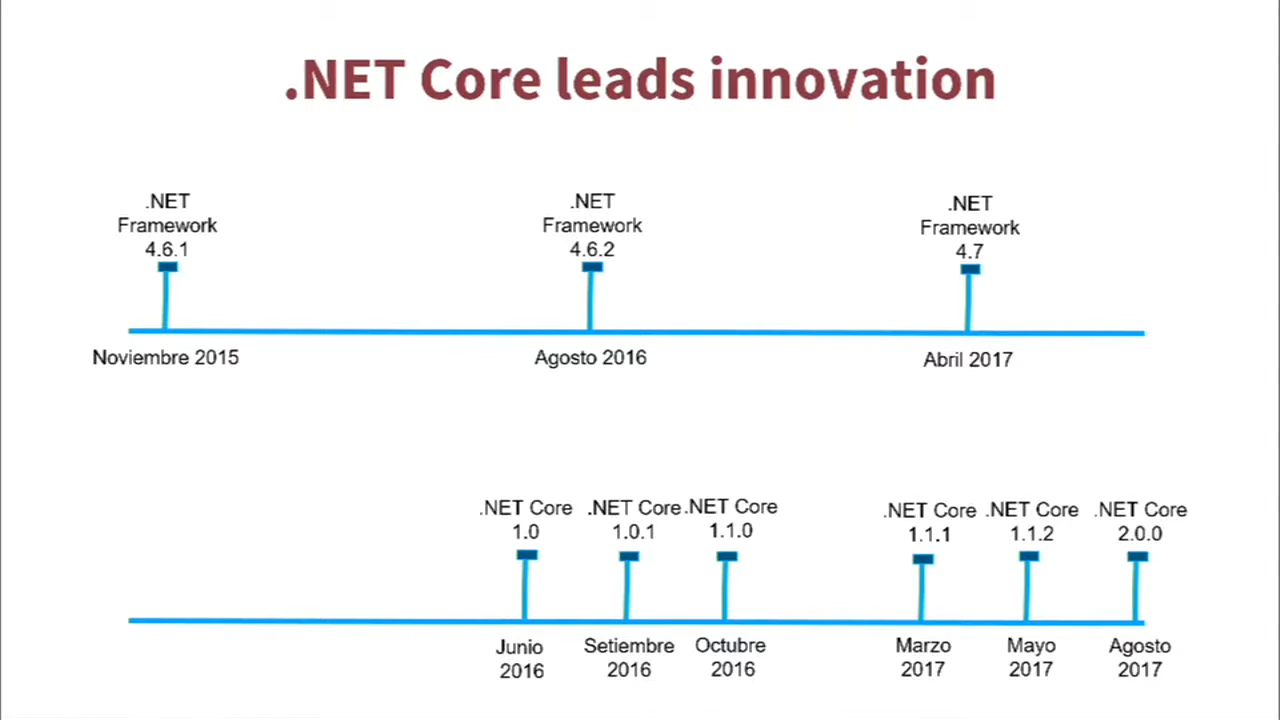 .NET Core leads innovation
.NET
Framework
4.6.1
.NET
Framework
4.6.2
.NET
Framework
4.7
Noviembre 2015
Agosto 2016
Abril 2017
.NET Core
1.0
.NET Core
1.0.1
.NET Core
1.1.0
.NET Core
1.1.1
.NET Core
1.1.2
.NET Core
2.0.0
Junio
2016
Setiembre
2016
Octubre
2016
Marzo
2017
Mayo
2017
Agosto
2017